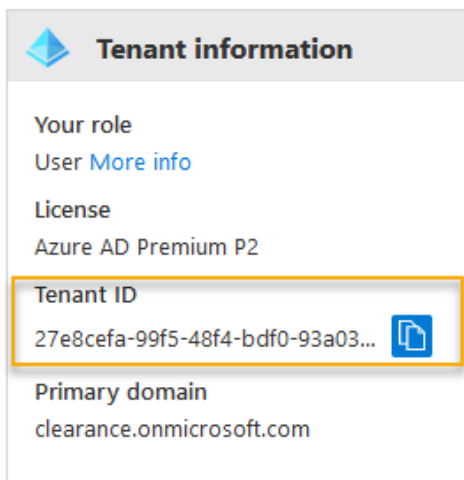 Tenant information
Your role
User More info
License
Azure AD Premium P2
Tenant ID
27e8cefa-99f5-48f4-bdf0-93a03...
Primary domain
clearance.onmicrosoft.com